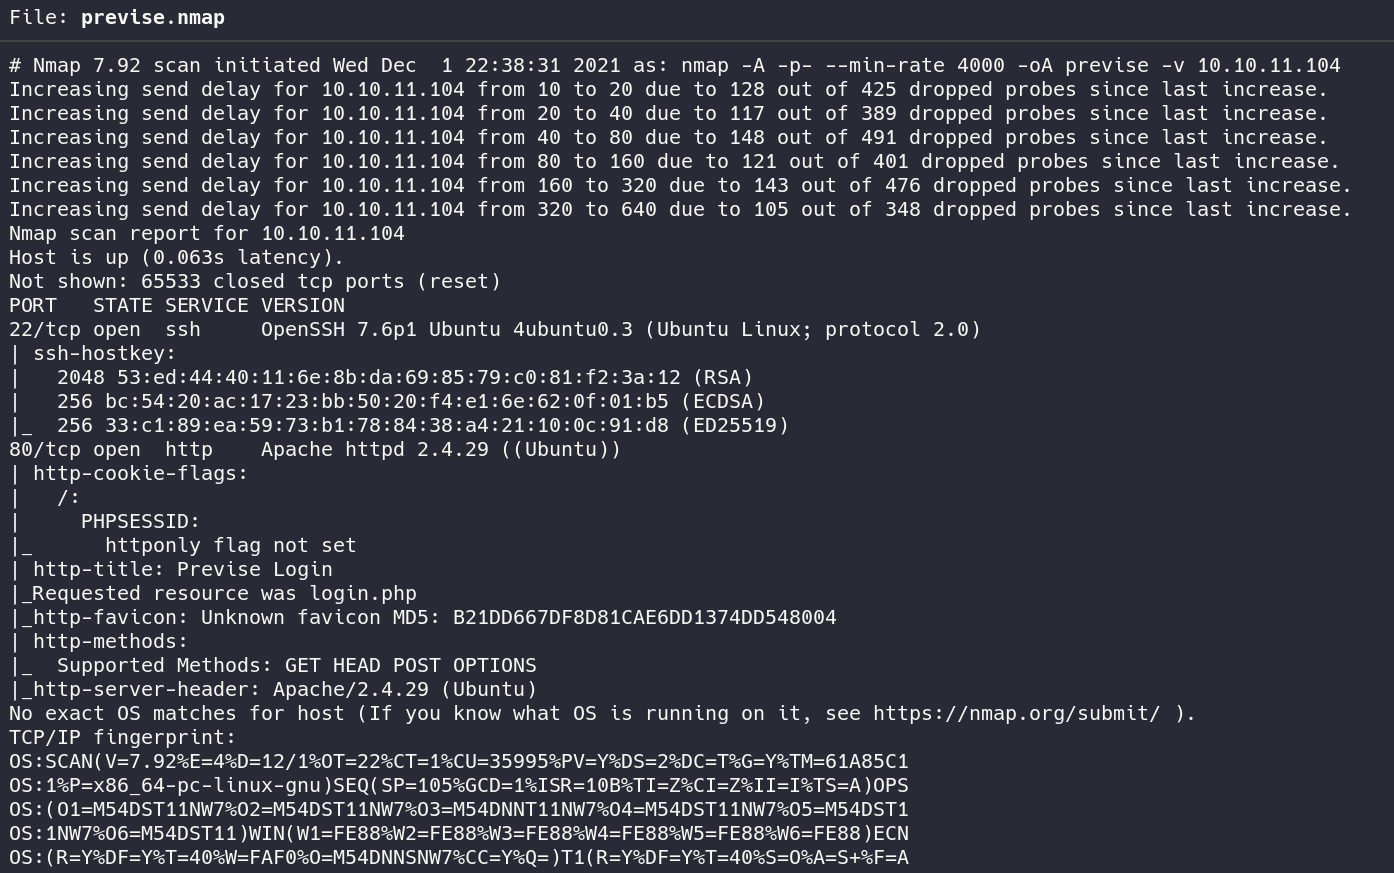 File: previse.nmap
# Nmap 7.92 scan initiated Wed Dec  1 22:38:31 2021 as: nmap -A -p- --min-rate 4000 -oA previse -v 10.10.11.104
Increasing send delay for 10.10.11.104 from 10 to 20 due to 128 out of 425 dropped probes since last increase.
Increasing send delay for 10.10.11.104 from 20 to 40 due to 117 out of 389 dropped probes since last increase.
Increasing send delay for 10.10.11.104 from 40 to 80 due to 148 out of 491 dropped probes since last increase.
Increasing send delay for 10.10.11.104 from 80 to 160 due to 121 out of 401 dropped probes since last increase.
Increasing send delay for 10.10.11.104 from 160 to 320 due to 143 out of 476 dropped probes since last increase.
Increasing send delay for 10.10.11.104 from 320 to 640 due to 105 out of 348 dropped probes since last increase.
Nmap scan report for 10.10.11.104
Host is up (0.063s latency).
Not shown: 65533 closed tcp ports (reset)
PORT   STATE SERVICE VERSION
22/tcp open  ssh     OpenSSH 7.6p1 Ubuntu 4ubuntu0.3 (Ubuntu Linux; protocol 2.0)
| ssh-hostkey:
|   2048 53:ed:44:40:11:6e:8b:da:69:85:79:c0:81:f2:3a:12 (RSA)
|   256 bc:54:20:ac:17:23:bb:50:20:f4:e1:6e:62:0f:01:b5 (ECDSA)
|_  256 33:c1:89:ea:59:73:b1:78:84:38:a4:21:10:0c:91:d8 (ED25519)
80/tcp open  http    Apache httpd 2.4.29 ((Ubuntu))
| http-cookie-flags:
|   /:
|     PHPSESSID:
|_      httponly flag not set
| http-title: Previse Login
|_Requested resource was login.php
|_http-favicon: Unknown favicon MD5: B21DD667DF8D81CAE6DD1374DD548004
| http-methods:
|_  Supported Methods: GET HEAD POST OPTIONS
|_http-server-header: Apache/2.4.29 (Ubuntu)
No exact OS matches for host (If you know what OS is running on it, see https://nmap.org/submit/ ).
TCP/IP fingerprint:
OS:SCAN(V=7.92%E=4%D=12/1%OT=22%CT=1%CU=35995%PV=Y%DS=2%DC=T%G=Y%TM=61A85C1
OS:1%P=x86_64-pc-linux-gnu)SEQ(SP=105%GCD=1%ISR=10B%TI=Z%CI=Z%II=I%TS=A)OPS
OS:(O1=M54DST11NW7%O2=M54DST11NW7%O3=M54DNNT11NW7%O4=M54DST11NW7%O5=M54DST1
OS:1NW7%O6=M54DST11)WIN(W1=FE88%W2=FE88%W3=FE88%W4=FE88%W5=FE88%W6=FE88)ECN
OS:(R=Y%DF=Y%T=40%W=FAF0%O=M54DNNSNW7%CC=Y%Q=)T1(R=Y%DF=Y%T=40%S=O%A=S+%F=A